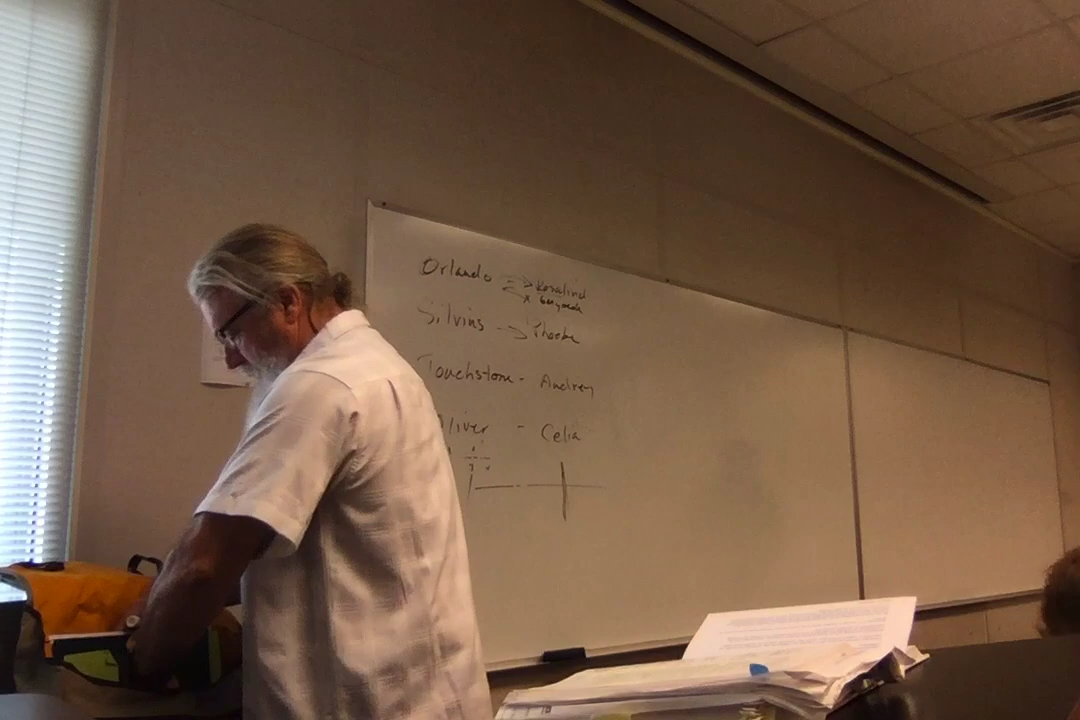 Orlando → Rosalind
Ganymede
Silvius → Phoebe
Touchstone - Audrey
Oliver - Celia